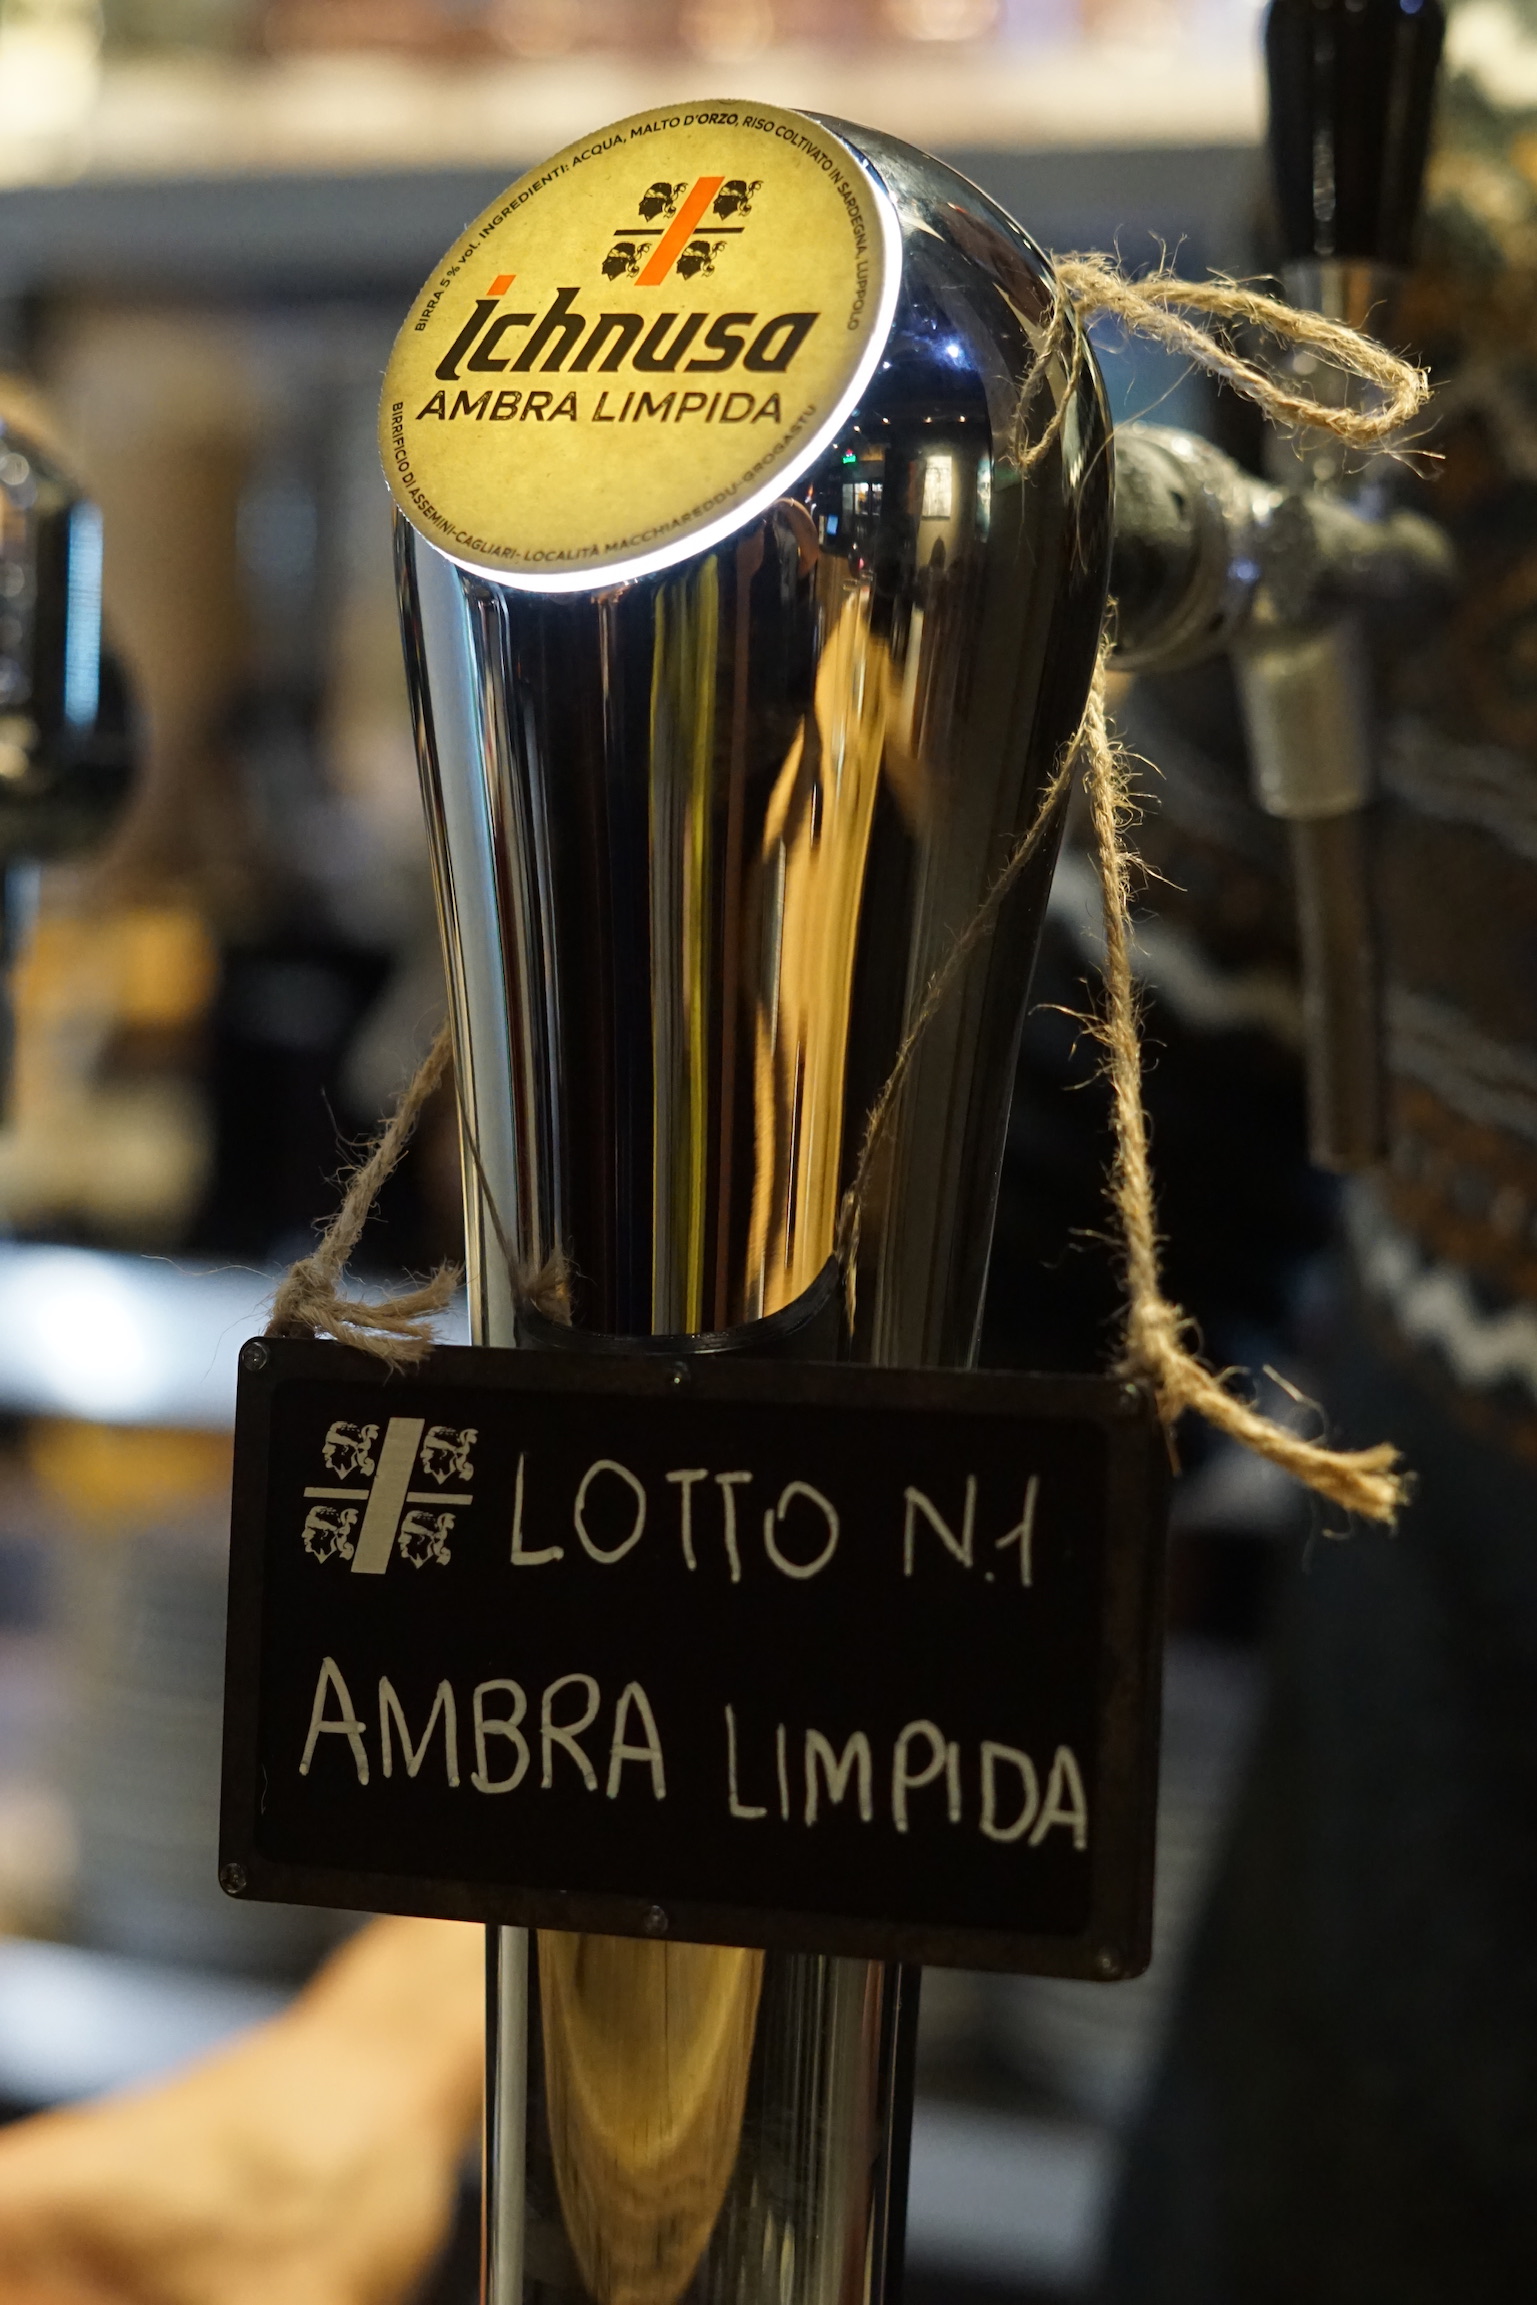 BIRRA 5 % VOL. INGREDIENTI: ACQUA, MALTO D'ORZO, RISO COLTIVATO IN SARDEGNA, LUPPOLO
ichnusa
AMBRA LIMPIDA
BIRRIFICIO DI ASSEMINI-CAGLIARI- LOCALITÀ MACCHIAREDDU-GROGASTU
LOTTO N.1
AMBRA LIMPIDA